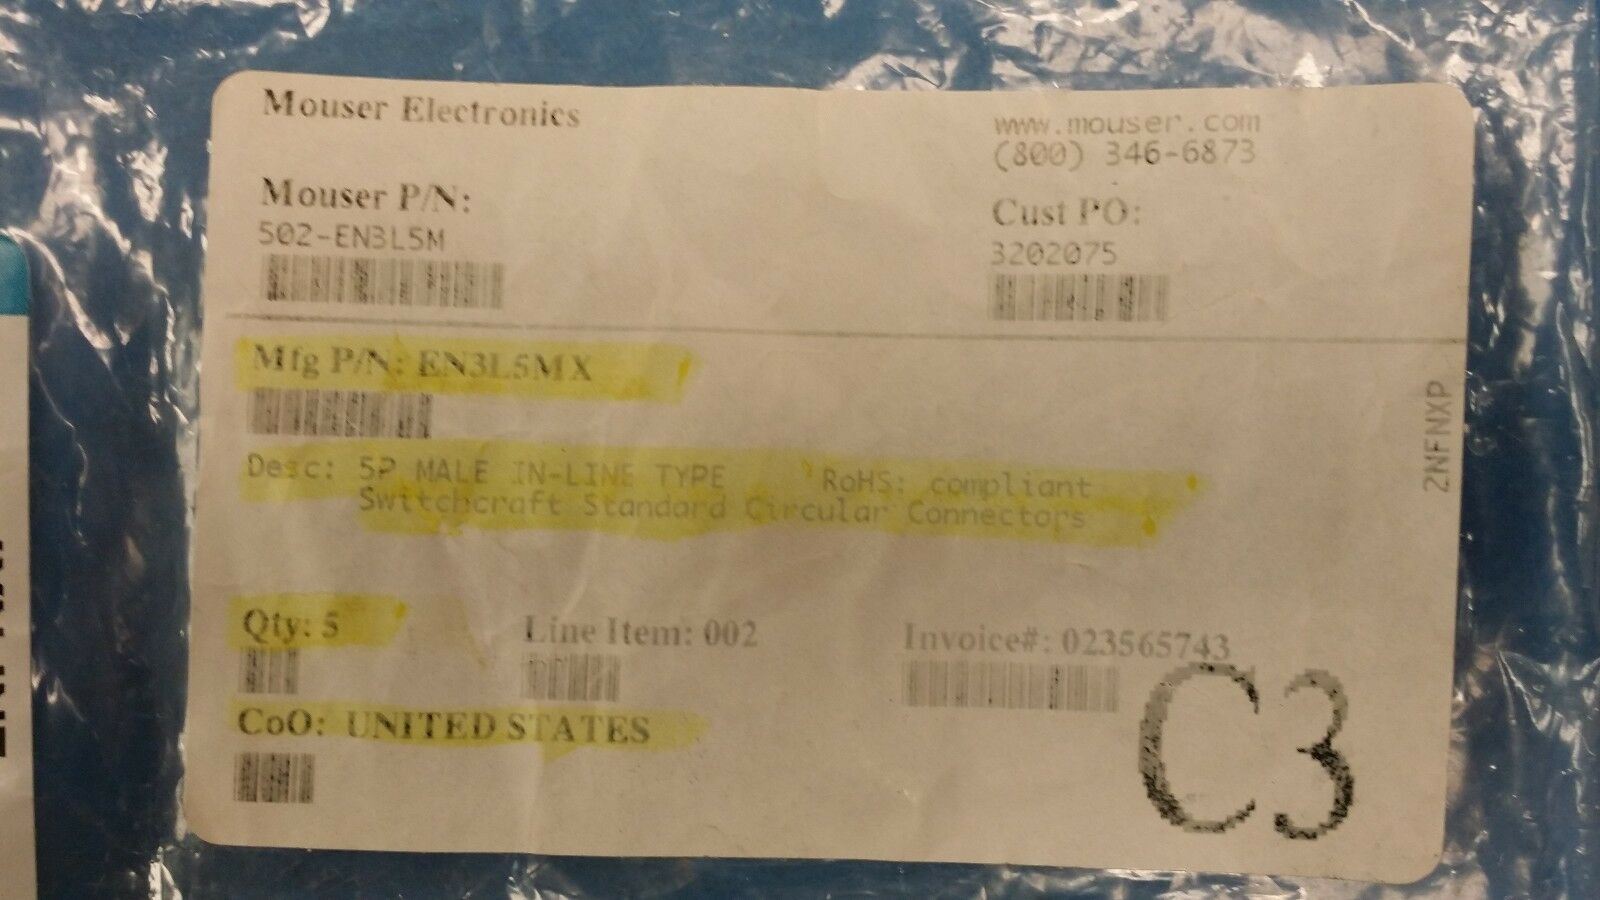 Mouser Electronics
www.mouser.com
(800) 346-6873
Mouser P/N:
502-EN3L5M
Cust PO:
3202075
Mfg P/N: EN3L5MX
Desc: 5P MALE IN-LINE TYPE RoHS: compliant
Switchcraft Standard Circular Connectors
2NFNXP
Qty: 5 Line Item: 002 Invoice#: 023565743
CoO: UNITED STATES
C3